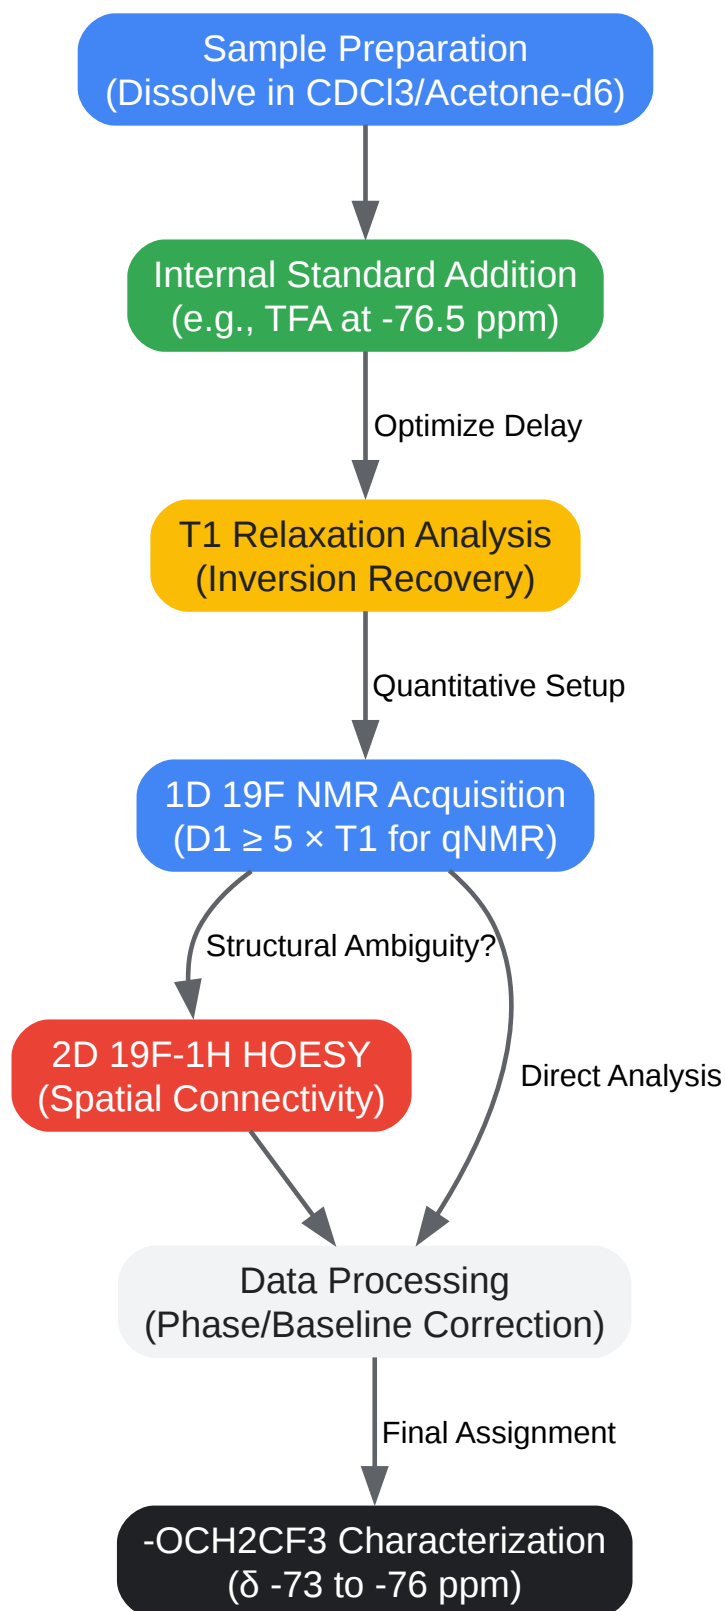 Sample Preparation
(Dissolve in CDCl3/Acetone-d6)
Internal Standard Addition
(e.g., TFA at -76.5 ppm)
Optimize Delay
T1 Relaxation Analysis
(Inversion Recovery)
Quantitative Setup
1D 19F NMR Acquisition
(D1 ≥ 5 × T1 for qNMR)
Structural Ambiguity?
2D 19F-1H HOESY
(Spatial Connectivity)
Direct Analysis
Data Processing
(Phase/Baseline Correction)
Final Assignment
-OCH2CF3 Characterization
(δ -73 to -76 ppm)